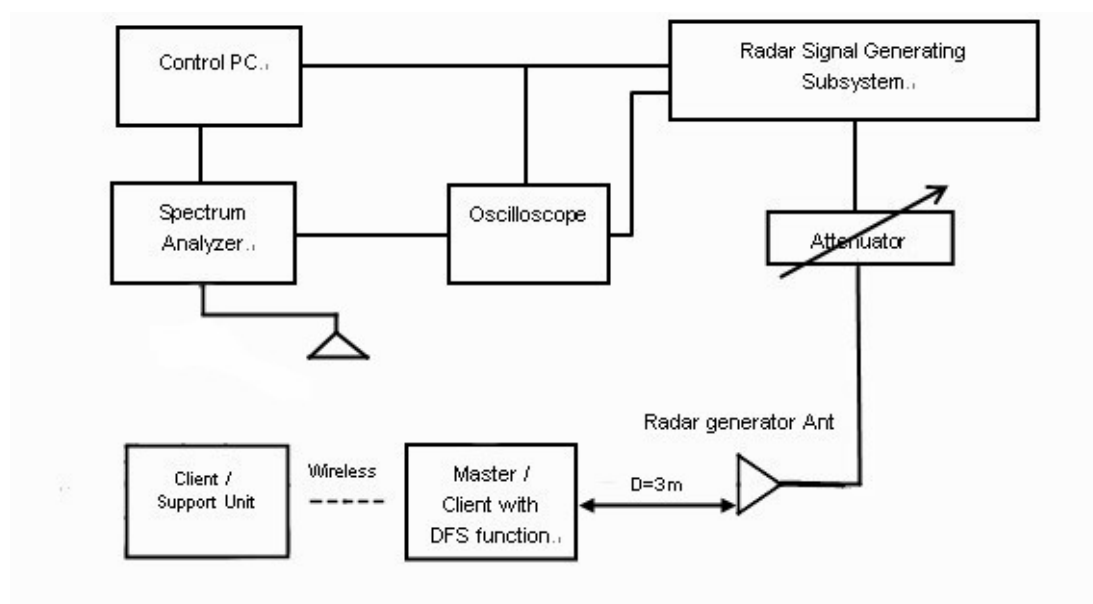 Control PC.
Radar Signal Generating
Subsystem.
Spectrum
Analyzer.
Oscilloscope
Attenuator
Radar generator Ant
Client /
Support Unit
Wireless
Master /
Client with
DFS function.
D=3m